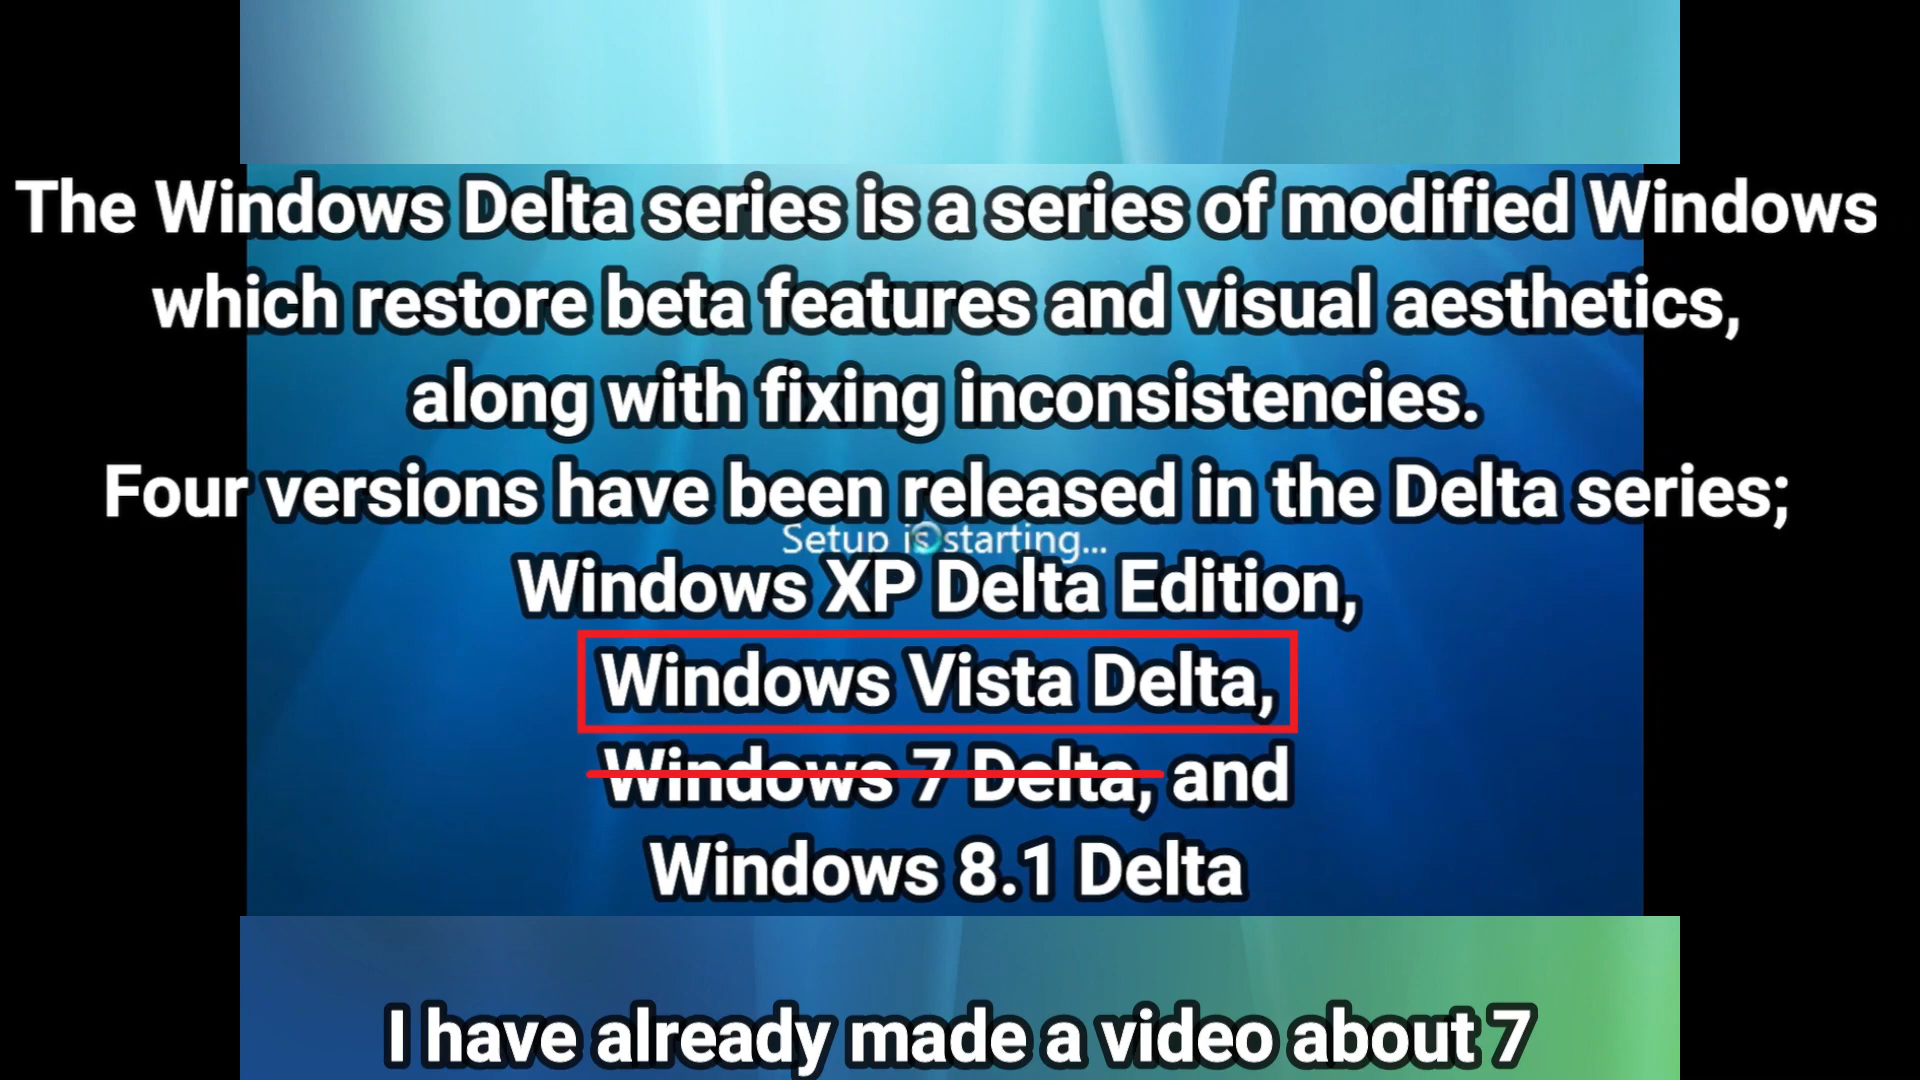 The Windows Delta series is a series of modified Windows
which restore beta features and visual aesthetics,
along with fixing inconsistencies.
Four versions have been released in the Delta series;
Setup is starting...
Windows XP Delta Edition,
Windows Vista Delta,
Windows 7 Delta, and
Windows 8.1 Delta
I have already made a video about 7